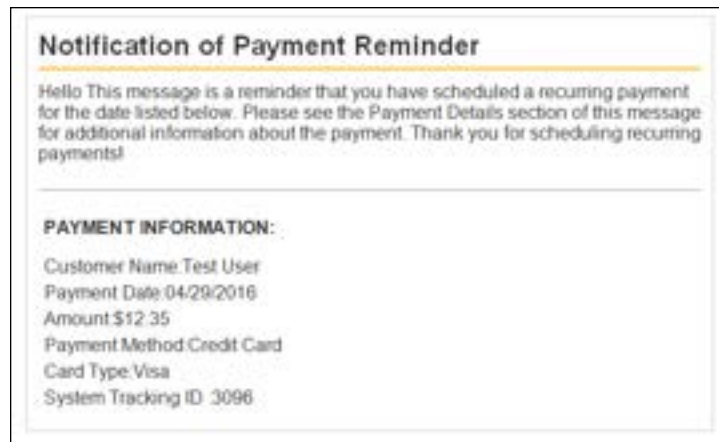 Notification of Payment Reminder
Hello This message is a reminder that you have scheduled a recurring payment
for the date listed below. Please see the Payment Details section of this message
for additional information about the payment. Thank you for scheduling recurring
payments!
PAYMENT INFORMATION:
Customer Name:Test User
Payment Date:04/29/2016
Amount:$12.35
Payment Method:Credit Card
Card Type:Visa
System Tracking ID: 3096